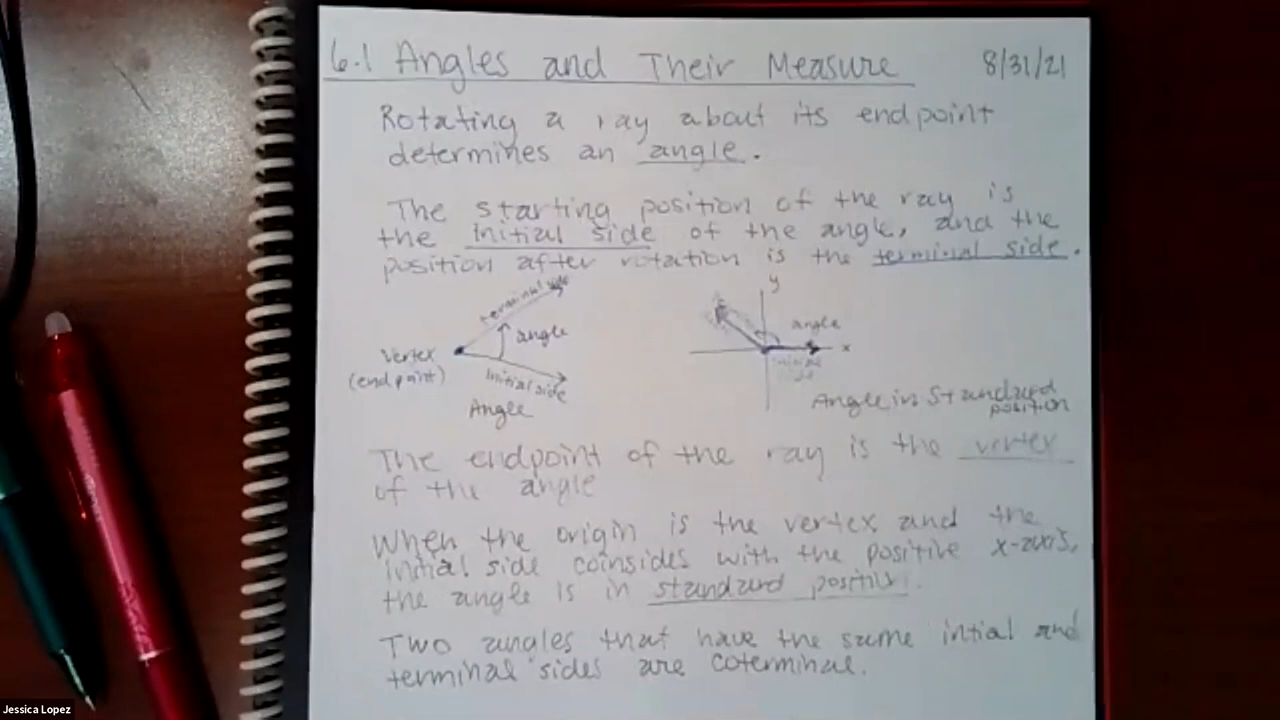 6.1 Angles and Their Measure 8/31/21
Rotating a ray about its endpoint
determines an angle.
The starting position of the ray is
the initial side of the angle, and the
position after rotation is the terminal side.
terminal side
angle
Vertex
(endpoint)
initial side
Angle
y
angle
x
initial
side
Angle in Standard
position
The endpoint of the ray is the vertex
of the angle
When the origin is the vertex and the
initial side coinsides with the positive x-axis,
the angle is in standard position.
Two angles that have the same intial and
terminal sides are coterminal.
Jessica Lopez